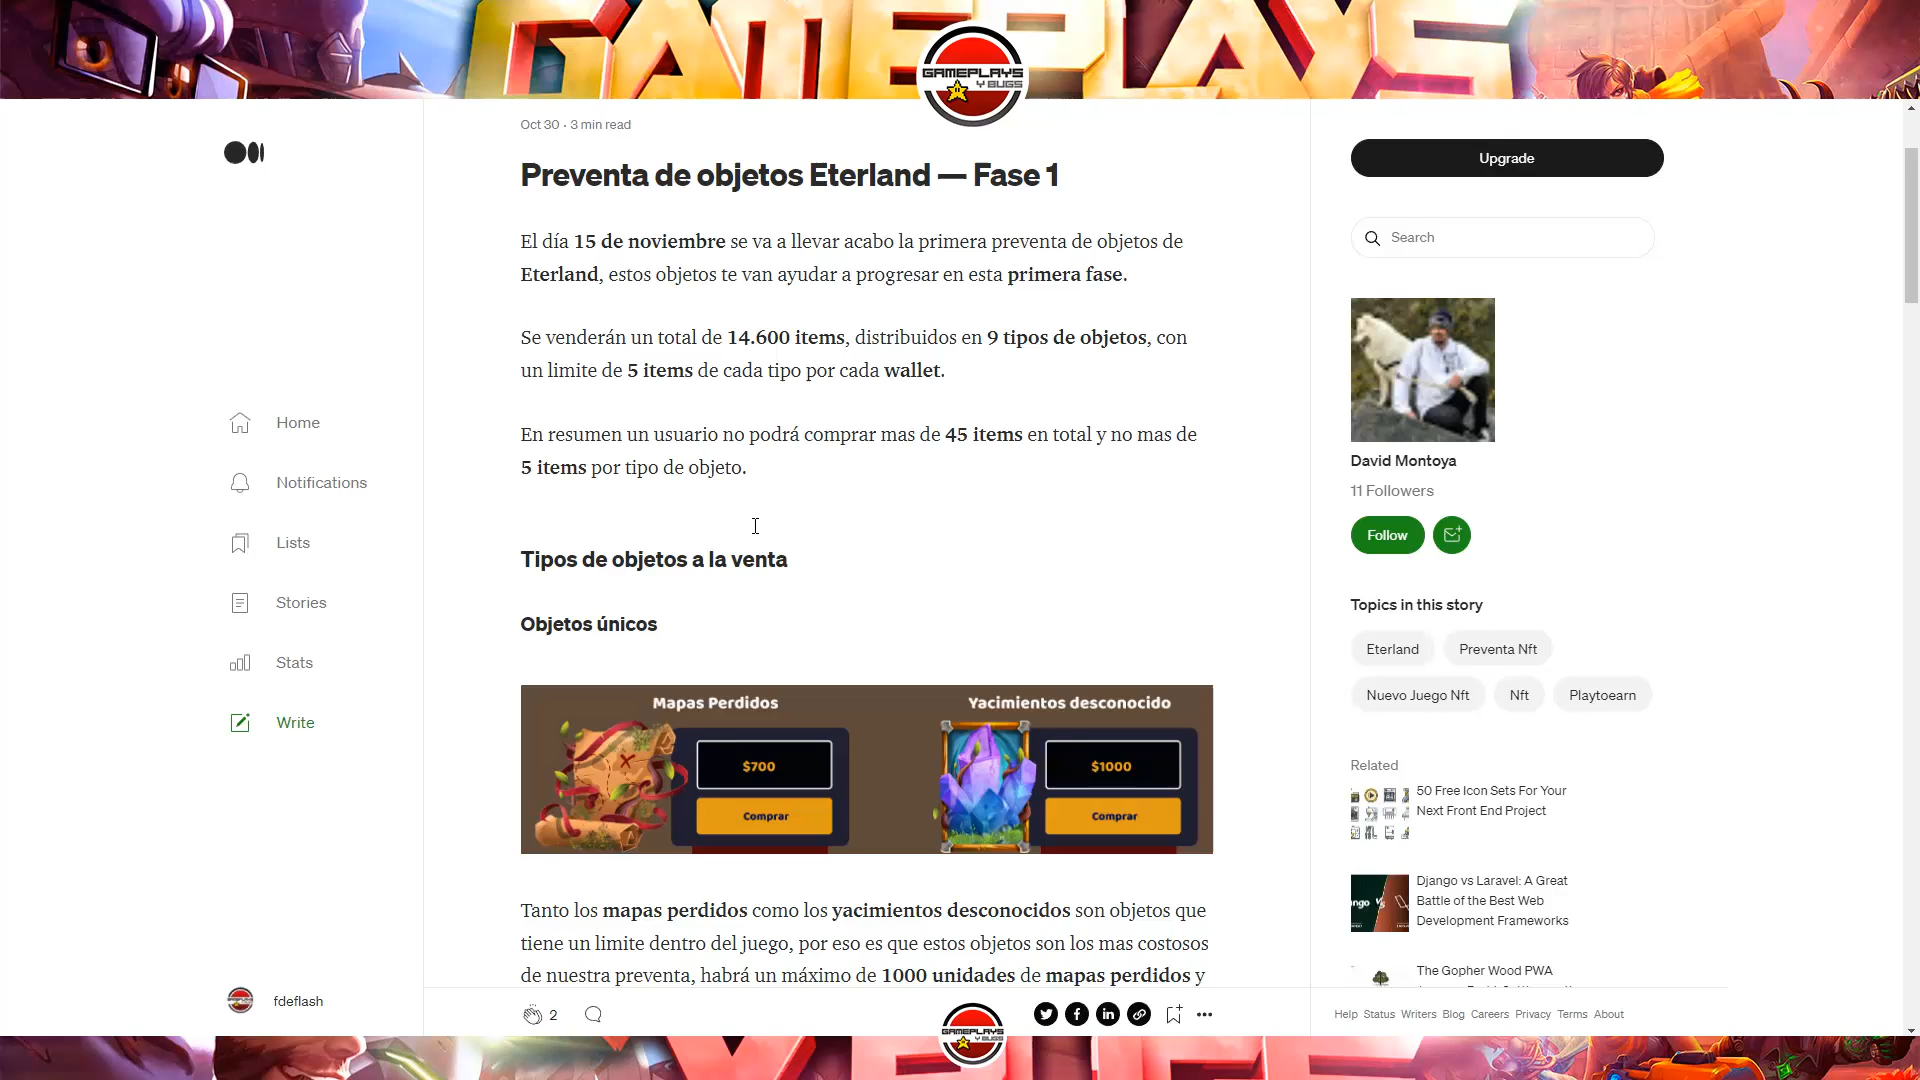 GAMEPLAYS
GAMEPLAYS
Y BUGS
Oct 30 · 3 min read
Preventa de objetos Eterland — Fase 1
El día 15 de noviembre se va a llevar acabo la primera preventa de objetos de
Eterland, estos objetos te van ayudar a progresar en esta primera fase.
Se venderán un total de 14.600 items, distribuidos en 9 tipos de objetos, con
un limite de 5 items de cada tipo por cada wallet.
En resumen un usuario no podrá comprar mas de 45 items en total y no mas de
5 items por tipo de objeto.
Tipos de objetos a la venta
Objetos únicos
Mapas Perdidos
$700
Comprar
Yacimientos desconocido
$1000
Comprar
Tanto los mapas perdidos como los yacimientos desconocidos son objetos que
tiene un limite dentro del juego, por eso es que estos objetos son los mas costosos
de nuestra preventa, habrá un máximo de 1000 unidades de mapas perdidos y
2
Home
Notifications
Lists
Stories
Stats
Write
fdeflash
Upgrade
Search
David Montoya
11 Followers
Follow
Topics in this story
Eterland
Preventa Nft
Nuevo Juego Nft
Nft
Playtoearn
Related
50 Free Icon Sets For Your
Next Front End Project
Django vs Laravel: A Great
Battle of the Best Web
Development Frameworks
The Gopher Wood PWA
Help Status Writers Blog Careers Privacy Terms About
GAMEPLAYS
Y BUGS